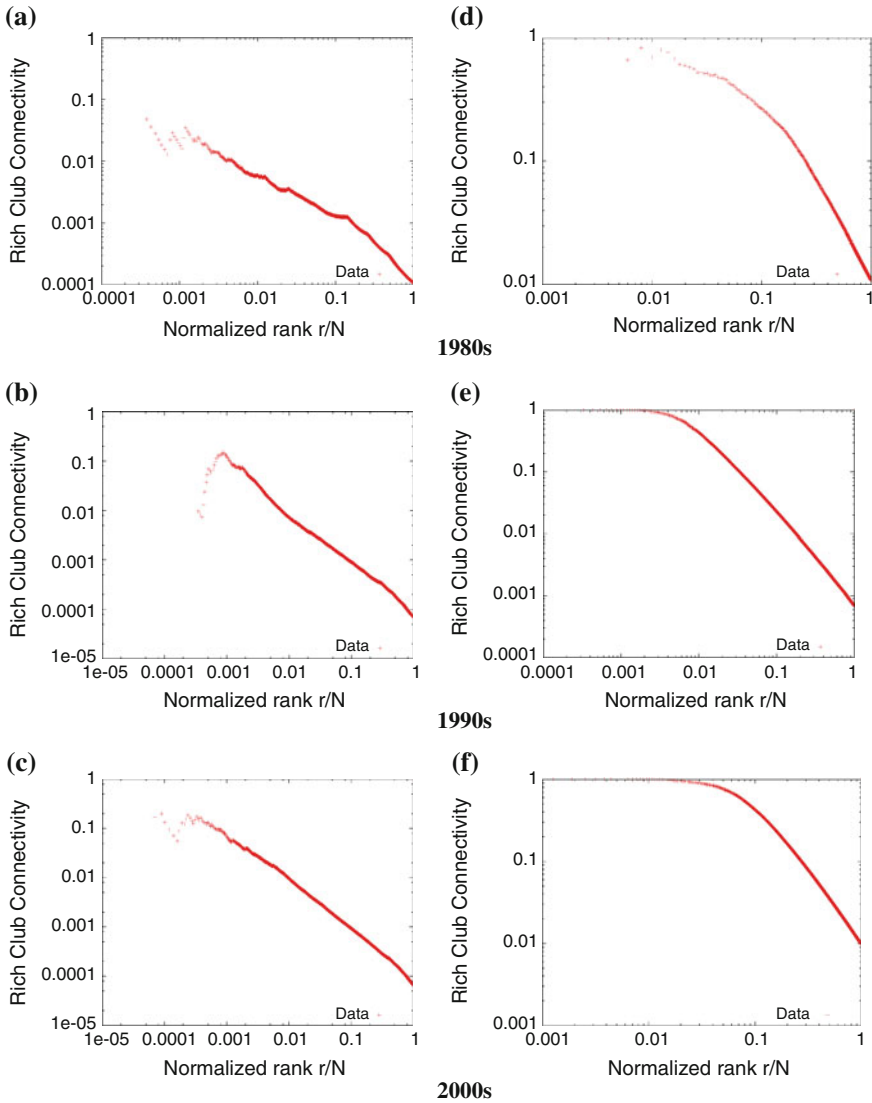 (a)
1
0.1
0.01
0.001
0.0001
0.0001
0.001
0.01
0.1
1
Rich Club Connectivity
Data
Normalized rank r/N
(d)
1
0.1
0.01
0.001
0.01
0.1
1
Rich Club Connectivity
Data
Normalized rank r/N
1980s
(b)
1
0.1
0.01
0.001
0.0001
1e-05
1e-05
0.0001
0.001
0.01
0.1
1
Rich Club Connectivity
Data
Normalized rank r/N
(e)
1
0.1
0.01
0.001
0.0001
0.0001
0.001
0.01
0.1
1
Rich Club Connectivity
Data
Normalized rank r/N
1990s
(c)
1
0.1
0.01
0.001
0.0001
1e-05
1e-05
0.0001
0.001
0.01
0.1
1
Rich Club Connectivity
Data
Normalized rank r/N
(f)
1
0.1
0.01
0.001
0.001
0.01
0.1
1
Rich Club Connectivity
Data
Normalized rank r/N
2000s